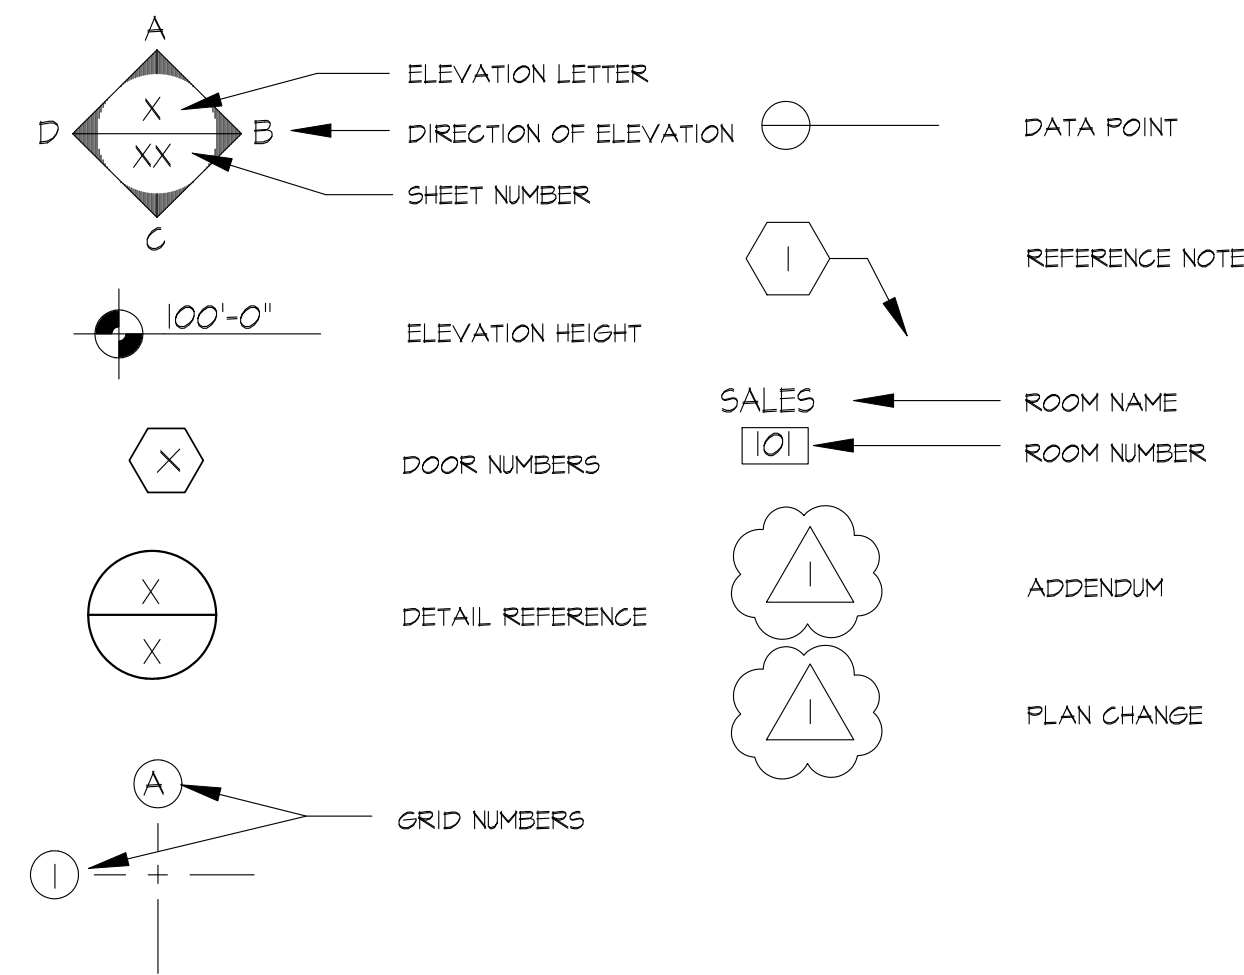 A
D
X
B
XX
C
ELEVATION LETTER
DIRECTION OF ELEVATION
SHEET NUMBER
100'-0"
ELEVATION HEIGHT
X
DOOR NUMBERS
X
X
DETAIL REFERENCE
A
1
GRID NUMBERS
DATA POINT
1
REFERENCE NOTE
SALES
ROOM NAME
101
ROOM NUMBER
1
ADDENDUM
1
PLAN CHANGE